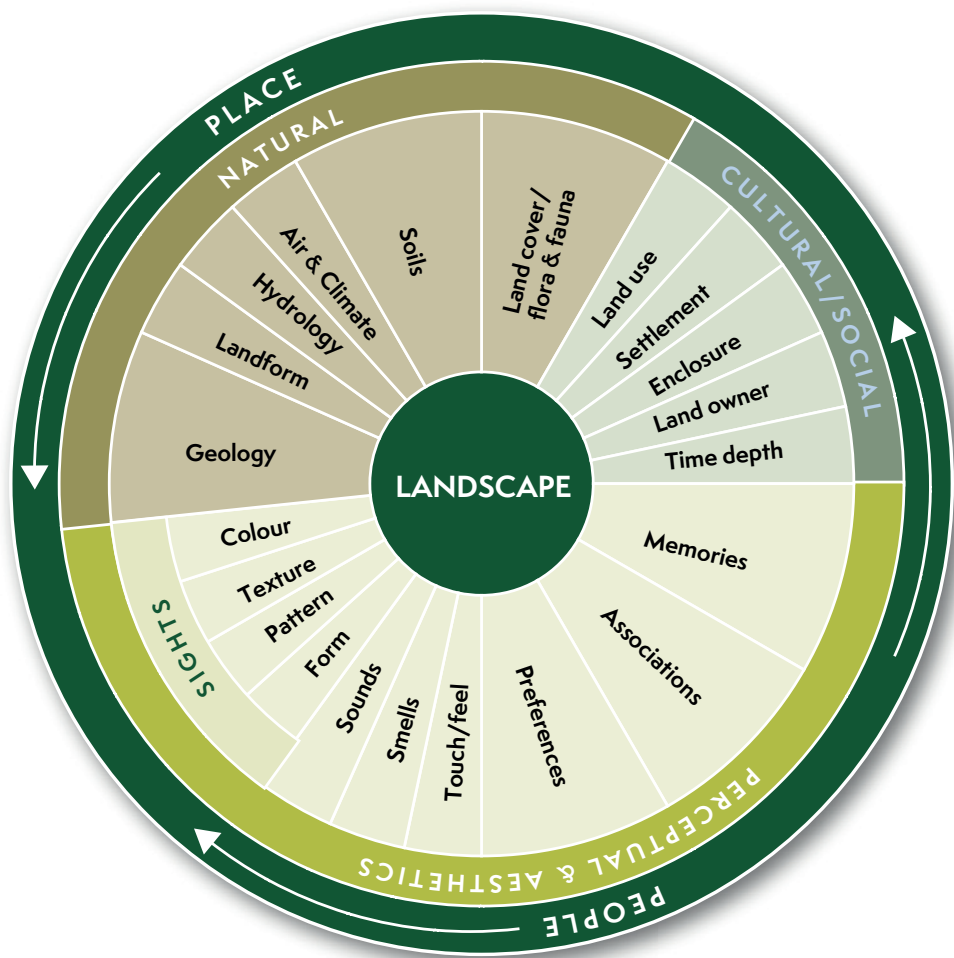 PLACE
NATURAL
CULTURAL/SOCIAL
Geology
Landform
Hydrology
Air & Climate
Soils
Land cover/
flora & fauna
Land use
Settlement
Enclosure
Land owner
Time depth
LANDSCAPE
Memories
Associations
Preferences
Touch/feel
Smells
Sounds
Form
Pattern
Texture
Colour
SIGHTS
PERCEPTUAL & AESTHETICS
PEOPLE